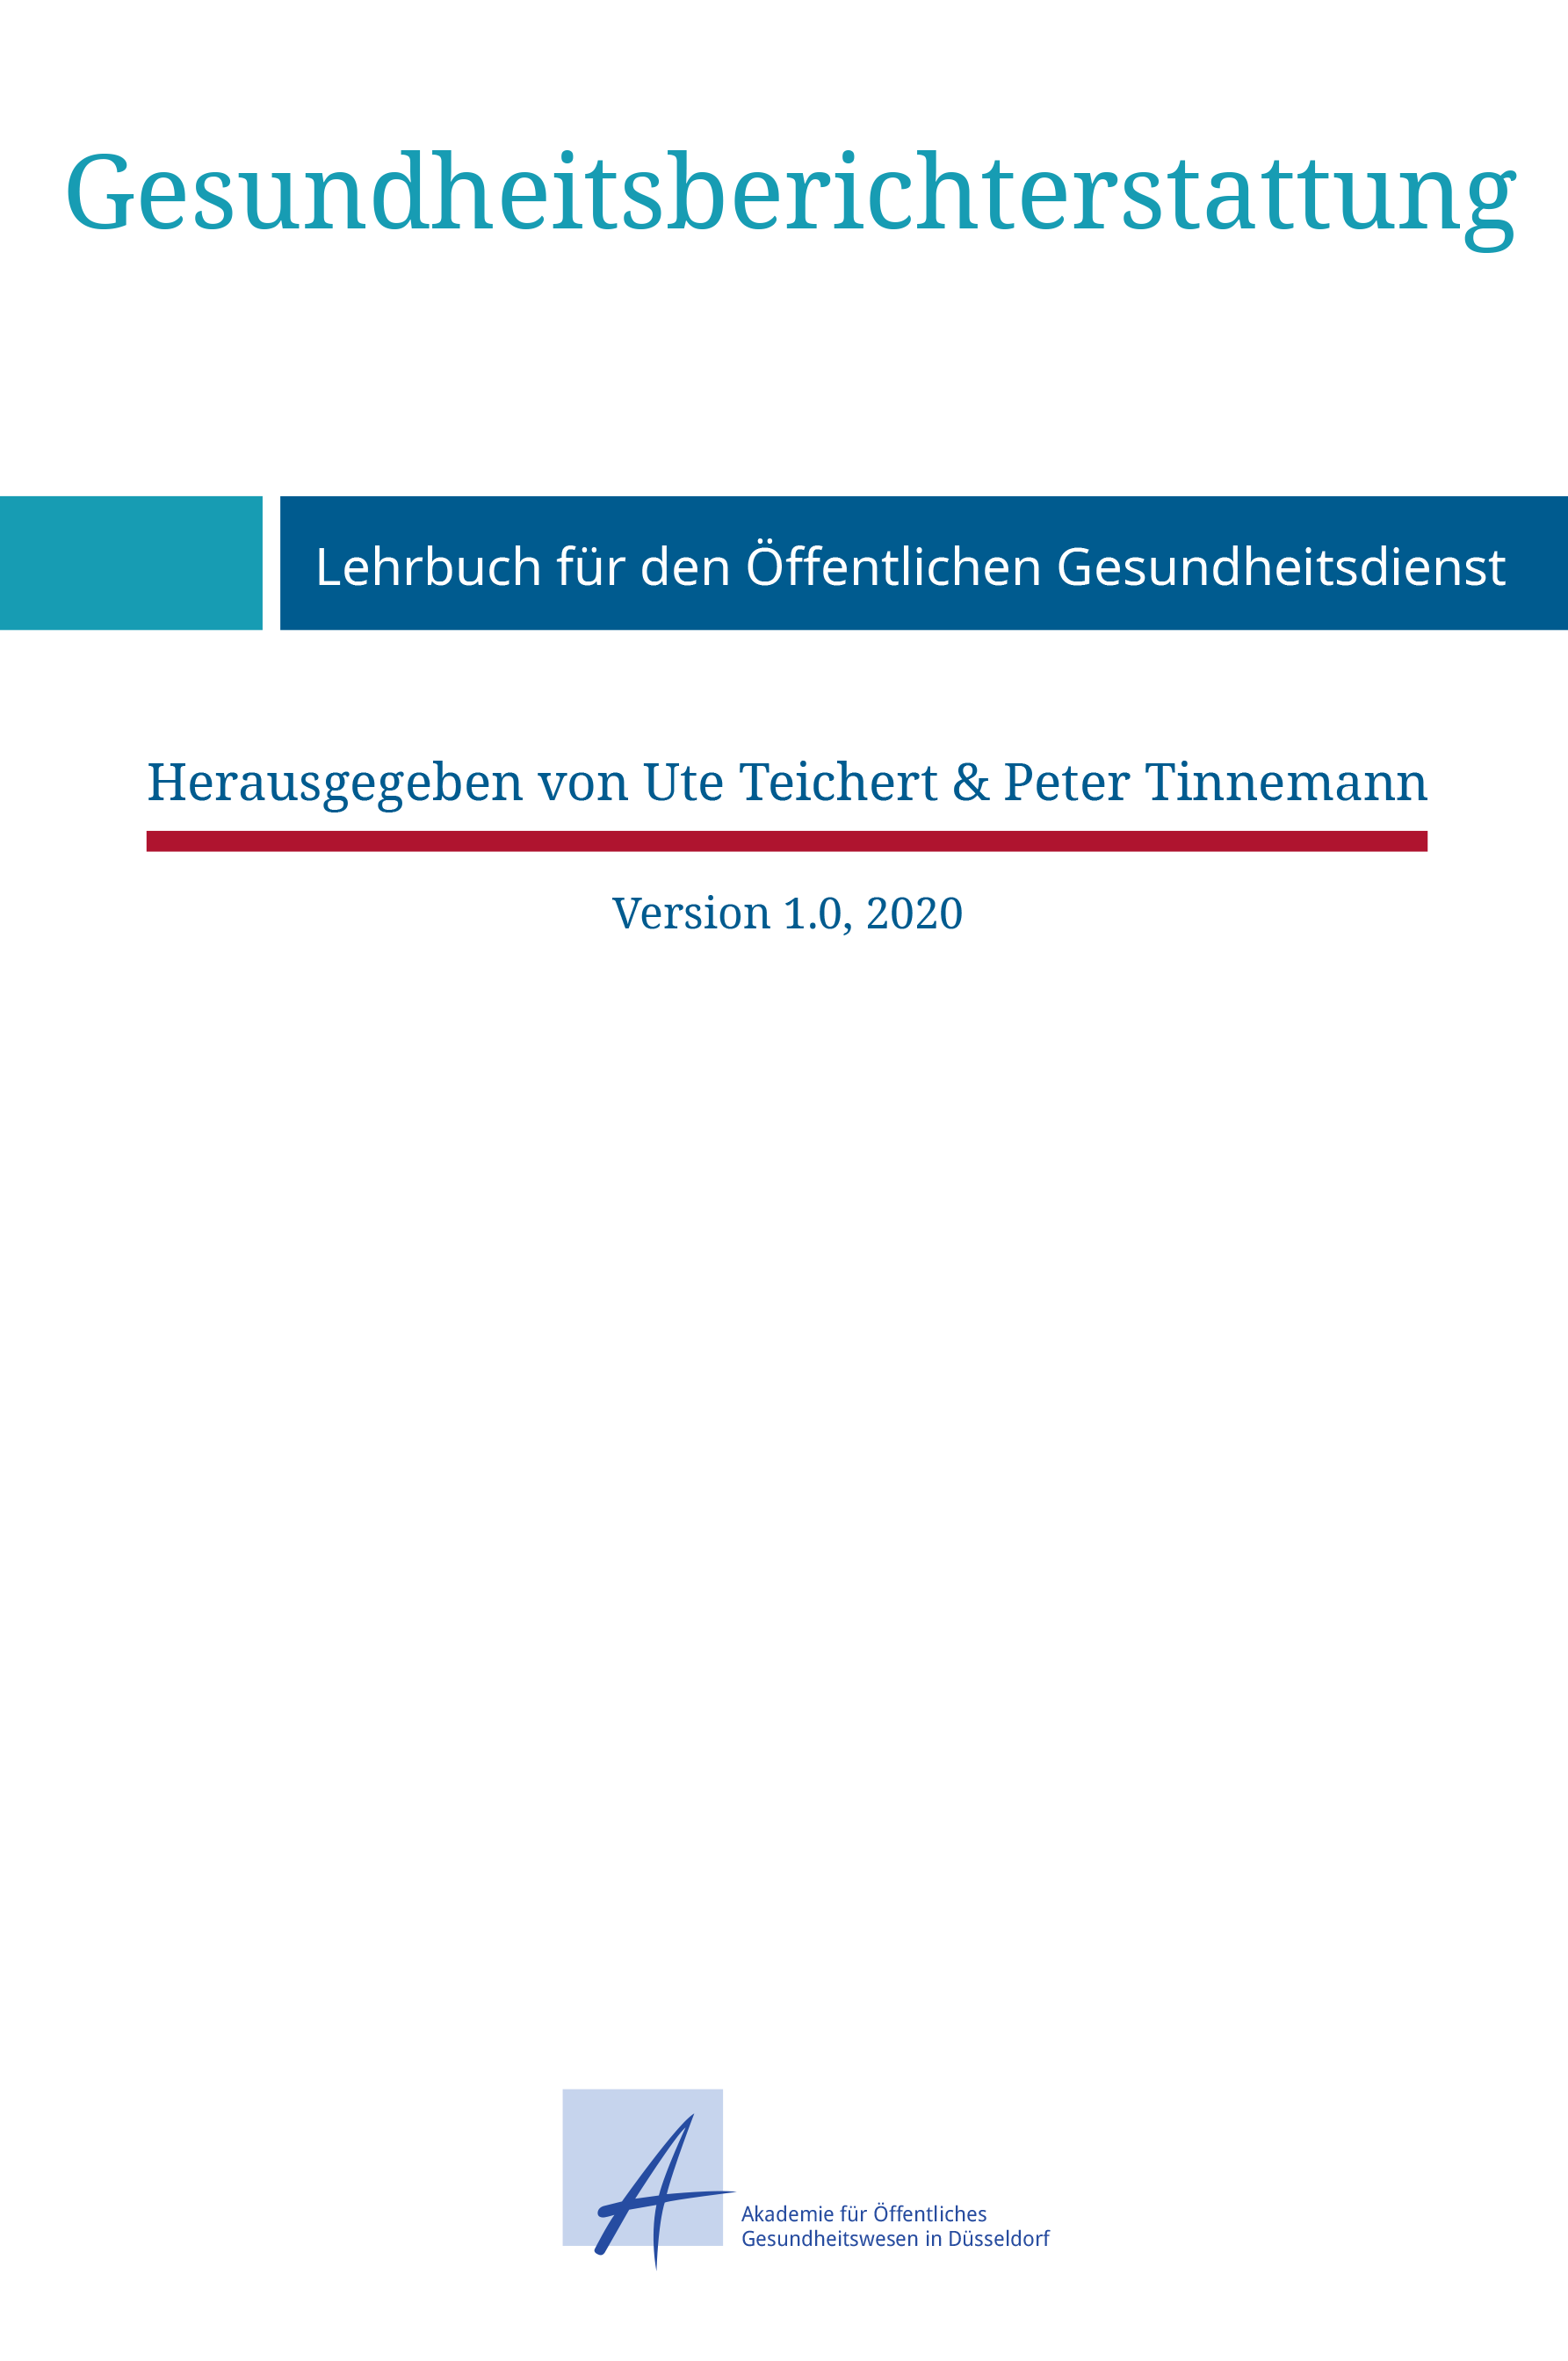 Gesundheitsberichterstattung
Lehrbuch für den Öffentlichen Gesundheitsdienst
Herausgegeben von Ute Teichert & Peter Tinnemann
Version 1.0, 2020
Akademie für Öffentliches
Gesundheitswesen in Düsseldorf